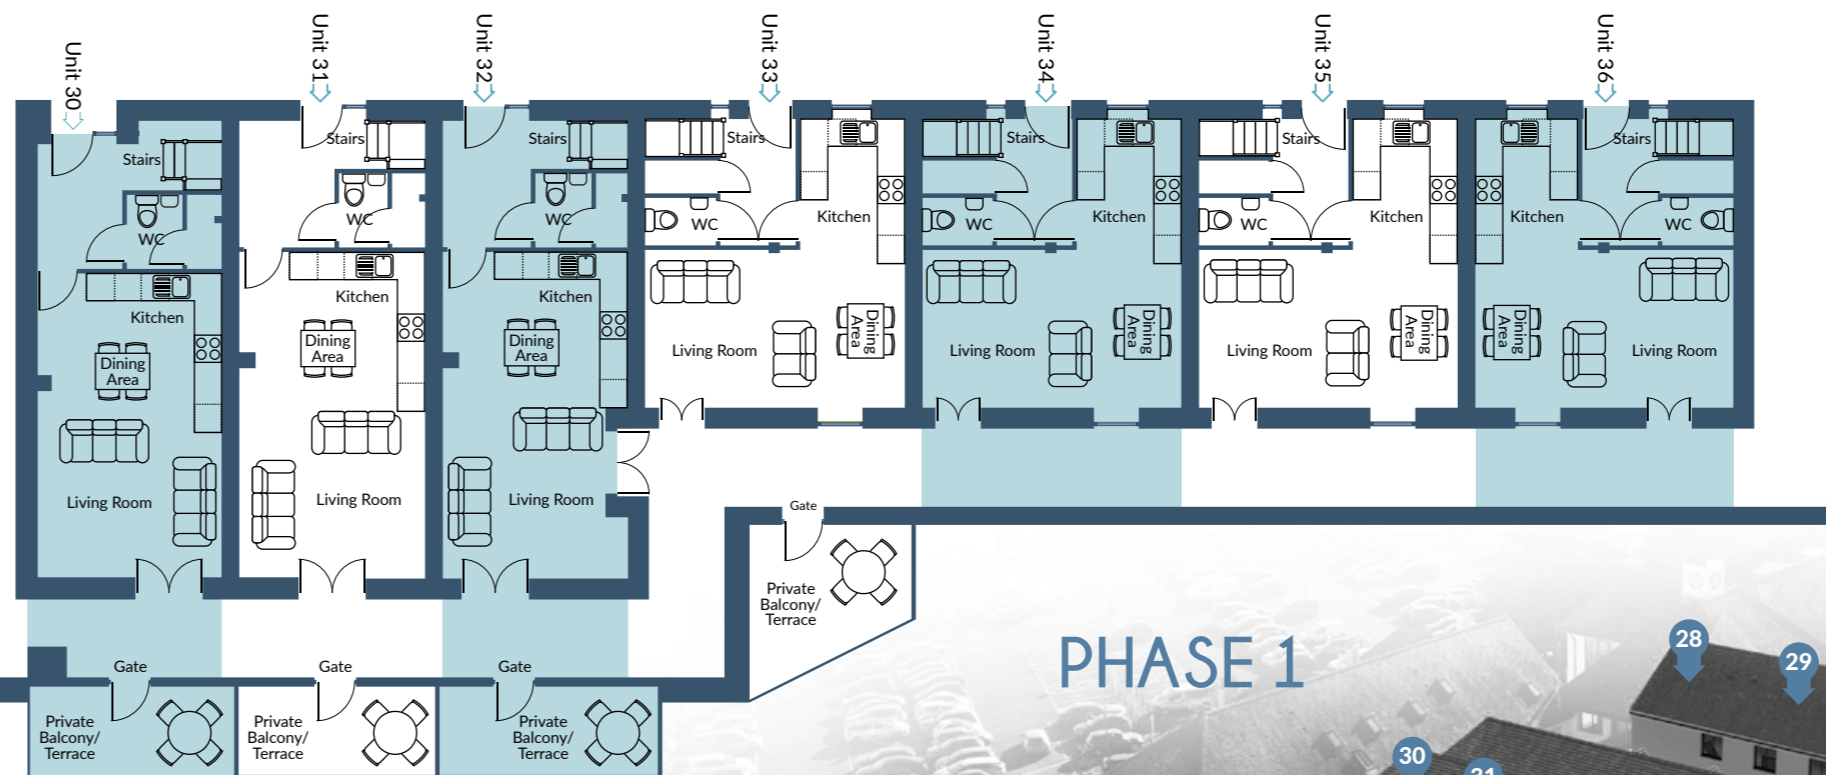 Unit 30
Unit 31
Unit 32
Unit 33
Unit 34
Unit 35
Unit 36
Stairs
WC
Kitchen
Dining
Area
Living Room
Stairs
WC
Kitchen
Dining
Area
Living Room
Stairs
WC
Kitchen
Dining
Area
Living Room
Stairs
WC
Kitchen
Dining
Area
Living Room
Stairs
WC
Kitchen
Dining
Area
Living Room
Stairs
WC
Kitchen
Dining
Area
Living Room
Stairs
WC
Kitchen
Dining
Area
Living Room
Gate
Private
Balcony/
Terrace
Gate
Private
Balcony/
Terrace
Gate
Private
Balcony/
Terrace
Gate
Private
Balcony/
Terrace
PHASE 1
28
29
30
31